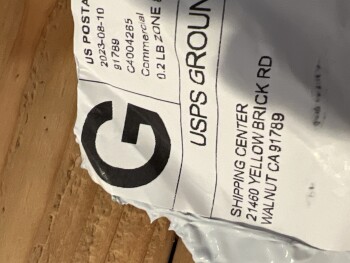 US POSTA
2023-08-10
91789
C4004285
Commercial
0.2 LB ZONE
G
USPS GROUN
SHIPPING CENTER
21460 YELLOW BRICK RD
WALNUT CA 91789